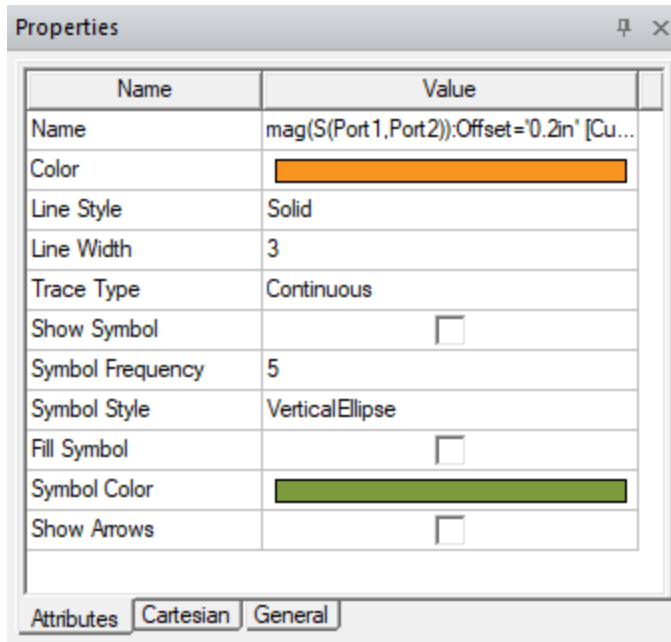 Properties
Name Value
Name mag(S(Port1,Port2)):Offset='0.2in' [Cu...
Color
Line Style Solid
Line Width 3
Trace Type Continuous
Show Symbol
Symbol Frequency 5
Symbol Style VerticalEllipse
Fill Symbol
Symbol Color
Show Arrows
Attributes Cartesian General